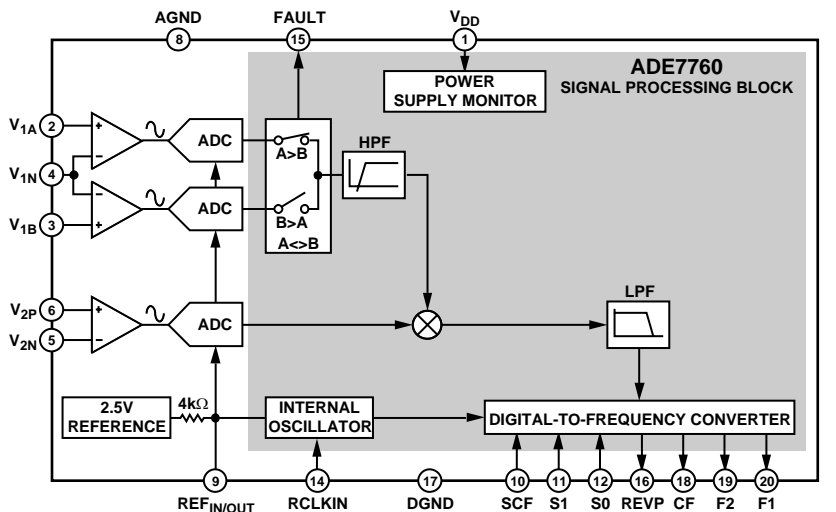 AGND
FAULT
VDD
8
15
1
ADE7760
SIGNAL PROCESSING BLOCK
POWER
SUPPLY MONITOR
V1A 2
+
–
ADC
A>B
HPF
V1N 4
–
+
ADC
B>A
A<>B
V1B 3
V2P 6
+
–
ADC
V2N 5
LPF
2.5V
REFERENCE
4kΩ
INTERNAL
OSCILLATOR
DIGITAL-TO-FREQUENCY CONVERTER
9
14
17
10
11
12
16
18
19
20
REFIN/OUT
RCLKIN
DGND
SCF
S1
S0
REVP
CF
F2
F1